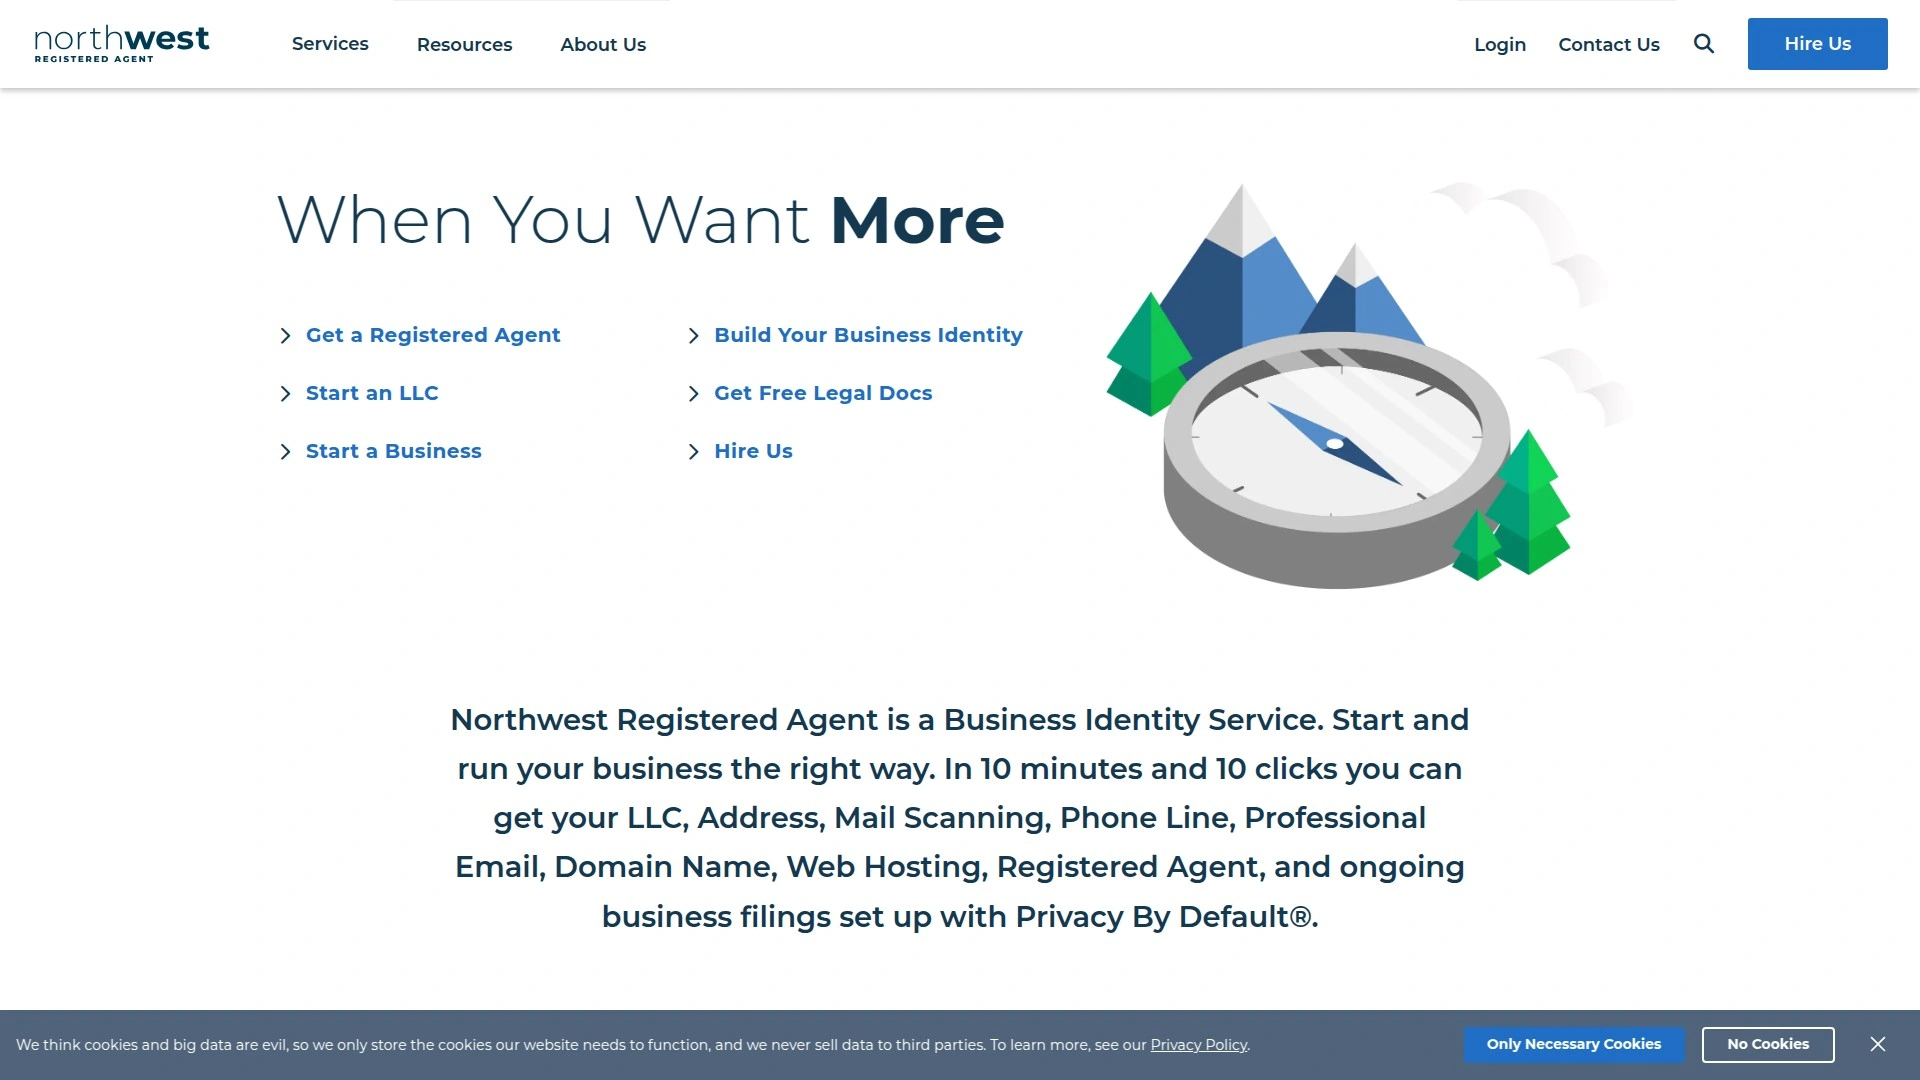 northwest
REGISTERED AGENT
Services
Resources
About Us
Login
Contact Us
Hire Us
When You Want More
Get a Registered Agent
Start an LLC
Start a Business
Build Your Business Identity
Get Free Legal Docs
Hire Us
Northwest Registered Agent is a Business Identity Service. Start and
run your business the right way. In 10 minutes and 10 clicks you can
get your LLC, Address, Mail Scanning, Phone Line, Professional
Email, Domain Name, Web Hosting, Registered Agent, and ongoing
business filings set up with Privacy By Default®.
We think cookies and big data are evil, so we only store the cookies our website needs to function, and we never sell data to third parties. To learn more, see our Privacy Policy.
Only Necessary Cookies
No Cookies